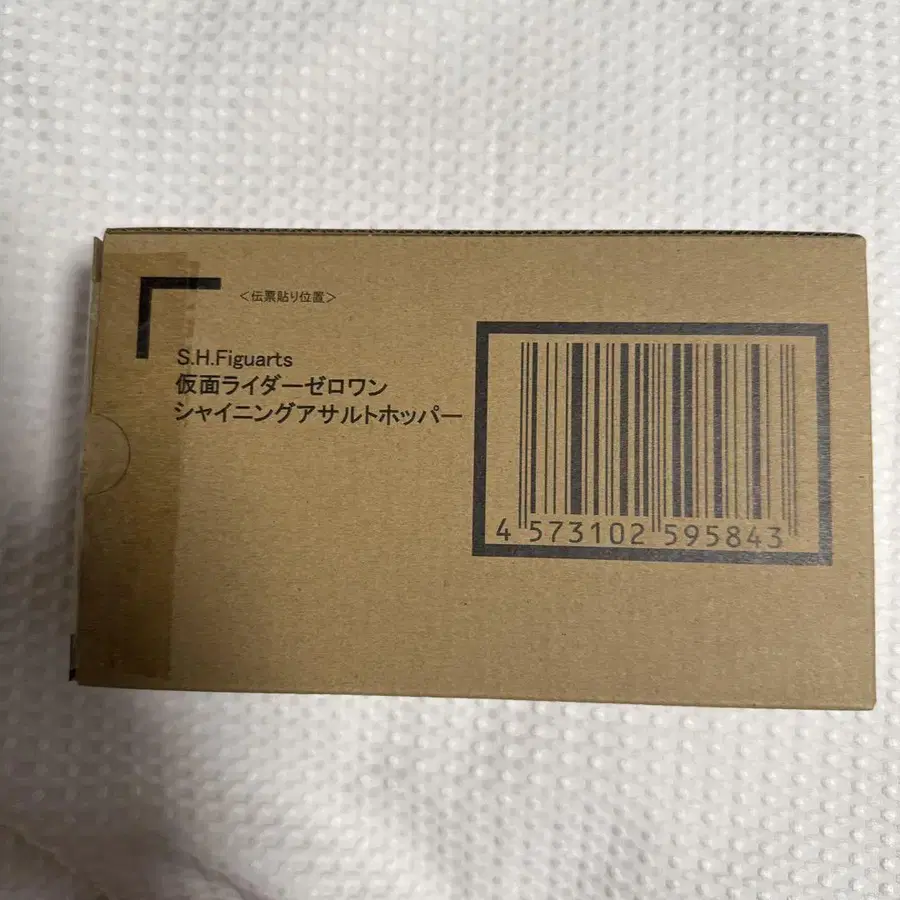 ＜伝票貼り位置＞
S.H.Figuarts
仮面ライダーゼロワン
シャイニングアサルトホッパー
4 573102 595843